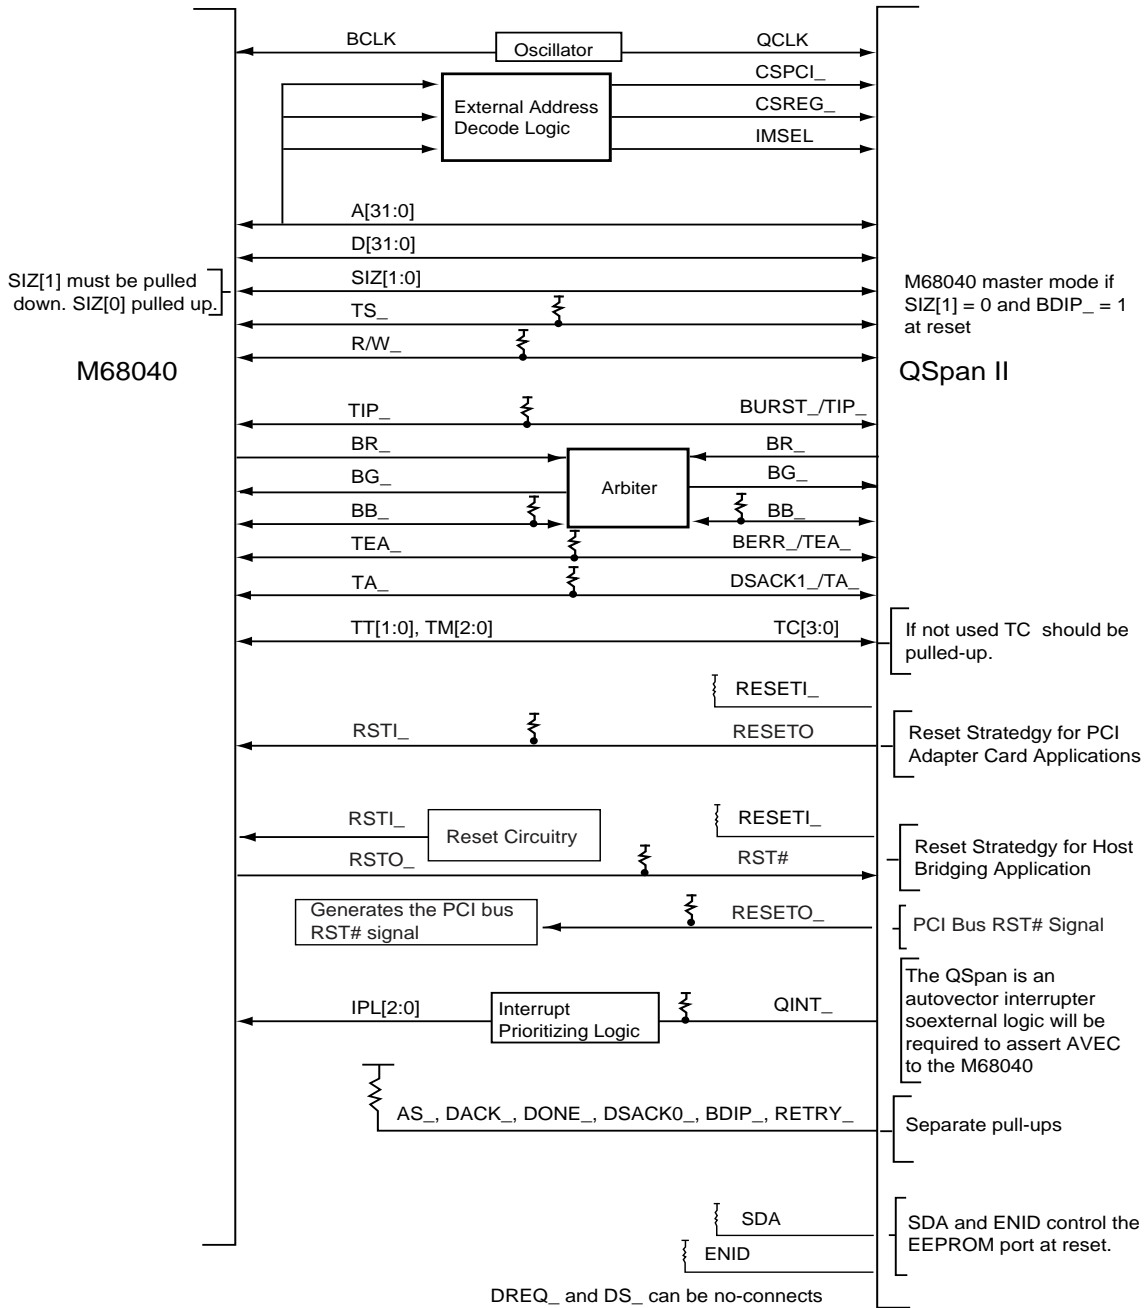 BCLK
Oscillator
QCLK
CSPCI_
External Address
Decode Logic
CSREG_
IMSEL
A[31:0]
D[31:0]
SIZ[1] must be pulled
down. SIZ[0] pulled up.
SIZ[1:0]
M68040 master mode if
SIZ[1] = 0 and BDIP_ = 1
at reset
TS_
R/W_
M68040
QSpan II
TIP_
BURST_/TIP_
BR_
BR_
BG_
Arbiter
BG_
BB_
BB_
TEA_
BERR_/TEA_
TA_
DSACK1_/TA_
TT[1:0], TM[2:0]
TC[3:0]
If not used TC should be
pulled-up.
RESETI_
RSTI_
RESETO
Reset Stratedgy for PCI
Adapter Card Applications
RSTI_
Reset Circuitry
RESETI_
RSTO_
RST#
Reset Stratedgy for Host
Bridging Application
Generates the PCI bus
RST# signal
RESETO_
PCI Bus RST# Signal
IPL[2:0]
Interrupt
Prioritizing Logic
QINT_
The QSpan is an
autovector interrupter
soexternal logic will be
required to assert AVEC
to the M68040
AS_, DACK_, DONE_, DSACK0_, BDIP_, RETRY_
Separate pull-ups
SDA
ENID
SDA and ENID control the
EEPROM port at reset.
DREQ_ and DS_ can be no-connects